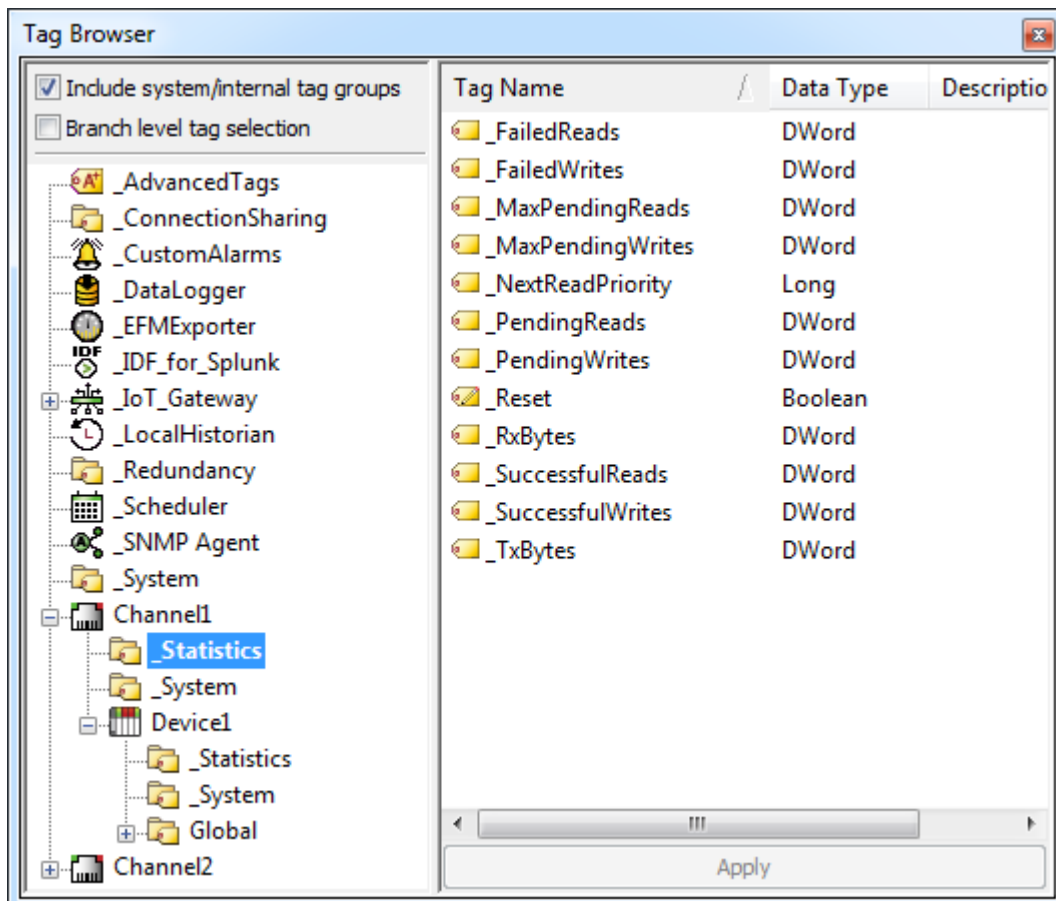 Tag Browser
Include system/internal tag groups
Branch level tag selection
_AdvancedTags
_ConnectionSharing
_CustomAlarms
_DataLogger
_EFMExporter
IDF
_IDF_for_Splunk
_IoT_Gateway
_LocalHistorian
_Redundancy
_Scheduler
_SNMP Agent
_System
Channel1
_Statistics
_System
Device1
_Statistics
_System
Global
Channel2
Tag Name Data Type Descriptio
_FailedReads DWord
_FailedWrites DWord
_MaxPendingReads DWord
_MaxPendingWrites DWord
_NextReadPriority Long
_PendingReads DWord
_PendingWrites DWord
_Reset Boolean
_RxBytes DWord
_SuccessfulReads DWord
_SuccessfulWrites DWord
_TxBytes DWord
Apply